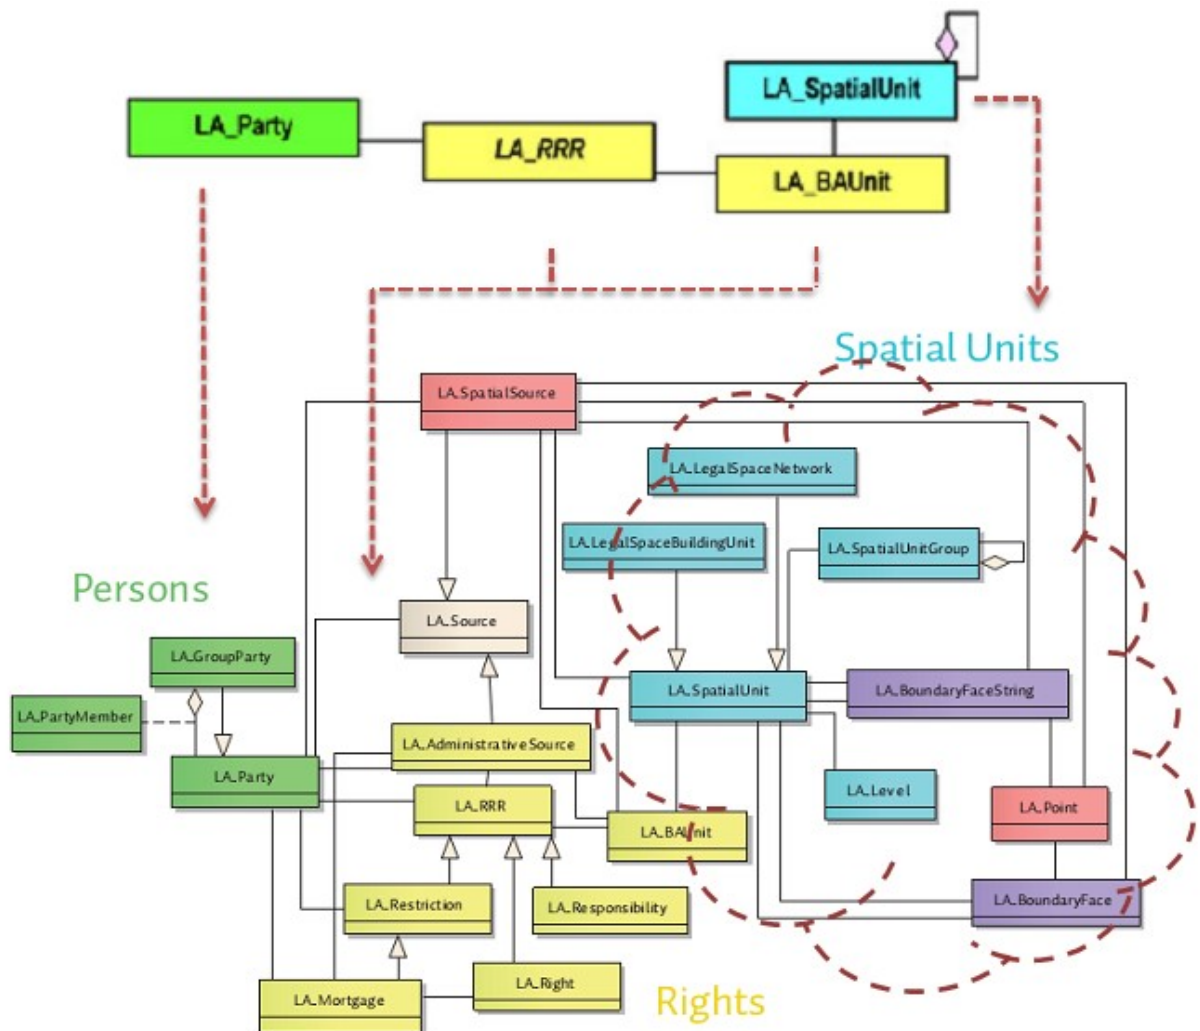 LA_SpatialUnit
LA_Party
LA_RRR
LA_BAUnit
Spatial Units
LA_SpatialSource
LA_LegalSpaceNetwork
LA_LegalSpaceBuildingUnit
LA_SpatialUnitGroup
Persons
LA_Source
LA_GroupParty
LA_SpatialUnit
LA_BoundaryFaceString
LA_PartyMember
LA_AdministrativeSource
LA_Party
LA_Level
LA_RRR
LA_Point
LA_BAUnit
LA_Restriction
LA_Responsibility
LA_BoundaryFace
LA_Right
LA_Mortgage
Rights